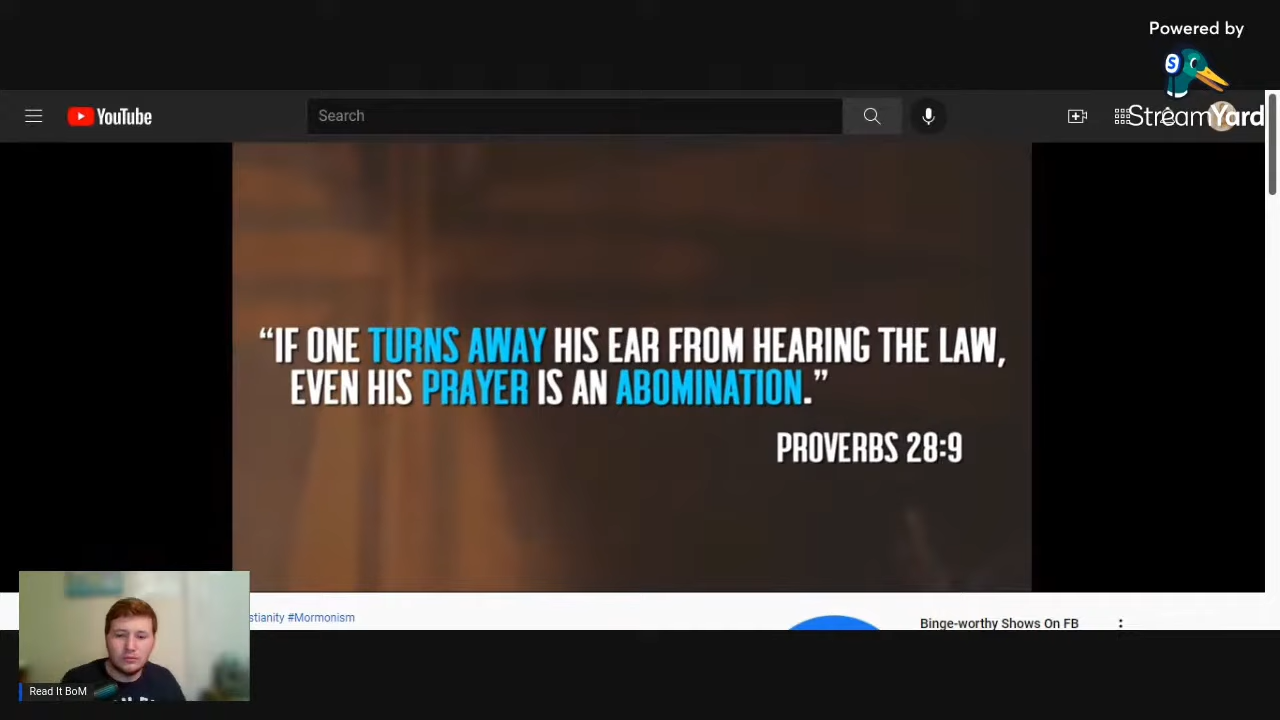 Powered by
StreamYard
YouTube
Search
“IF ONE TURNS AWAY HIS EAR FROM HEARING THE LAW,
EVEN HIS PRAYER IS AN ABOMINATION.”
PROVERBS 28:9
stianity #Mormonism
Binge-worthy Shows On FB
Read It BoM